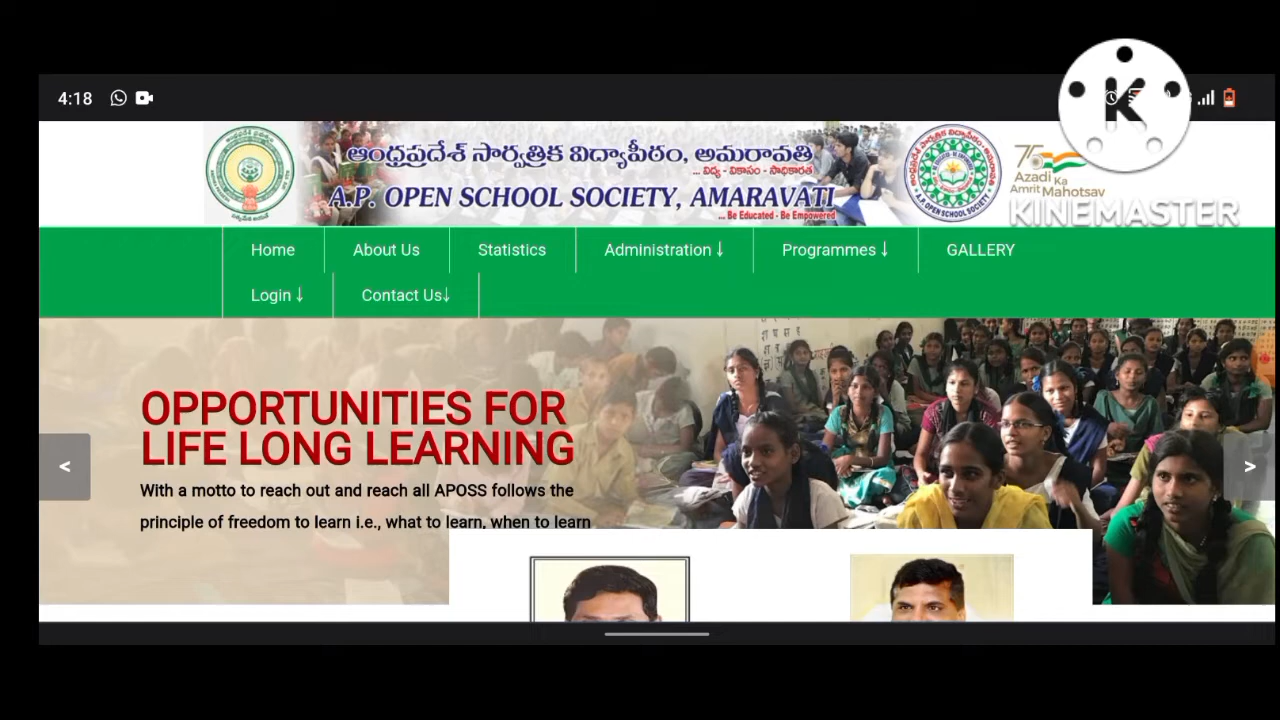 4:18
ఆంధ్రప్రదేశ్ సార్వత్రిక విద్యాపీఠం, అమరావతి
... విద్య - వికాసం - సాధికారత
A.P. OPEN SCHOOL SOCIETY, AMARAVATI
... Be Educated - Be Empowered
75
Azadi Ka
Amrit Mahotsav
K
KINEMASTER
Home
About Us
Statistics
Administration ↓
Programmes ↓
GALLERY
Login ↓
Contact Us↓
OPPORTUNITIES FOR
LIFE LONG LEARNING
With a motto to reach out and reach all APOSS follows the
principle of freedom to learn i.e., what to learn, when to learn
<
>